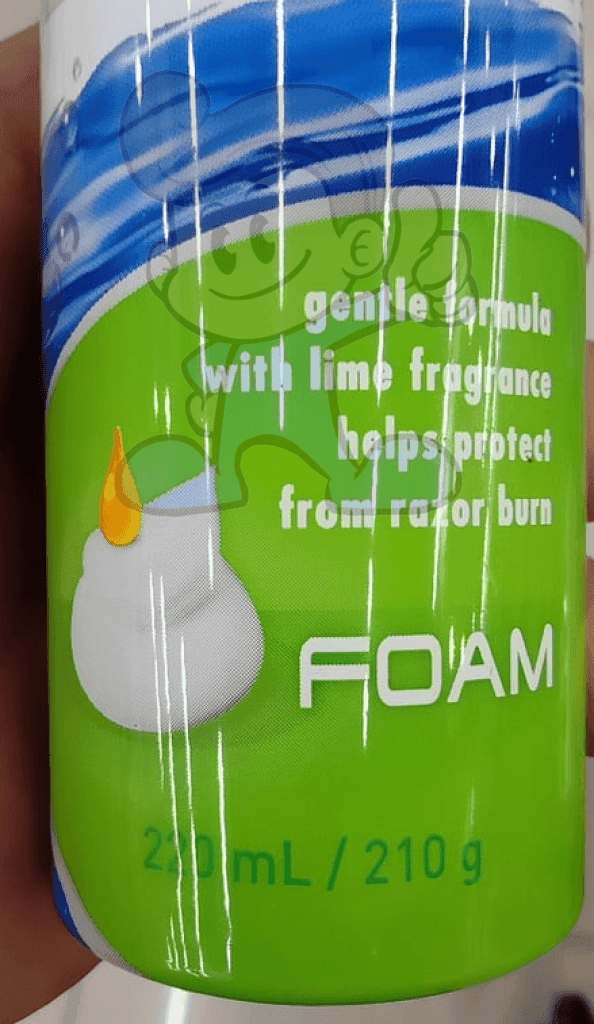 gentle formula
with lime fragrance
helps protect
from razor burn
FOAM
220 mL / 210 g